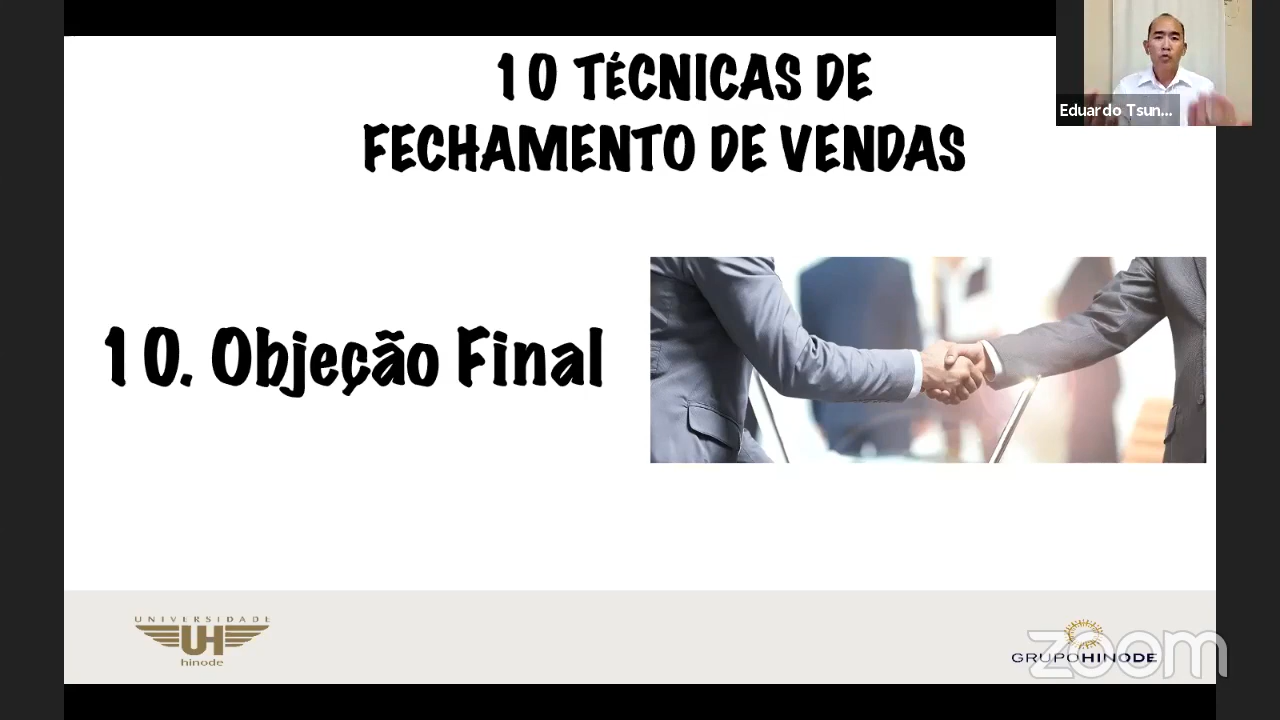 10 TÉCNICAS DE
FECHAMENTO DE VENDAS
Eduardo Tsun...
10. Objeção Final
UNIVERSIDADE
UH
hinode
GRUPOHINODE
zoom